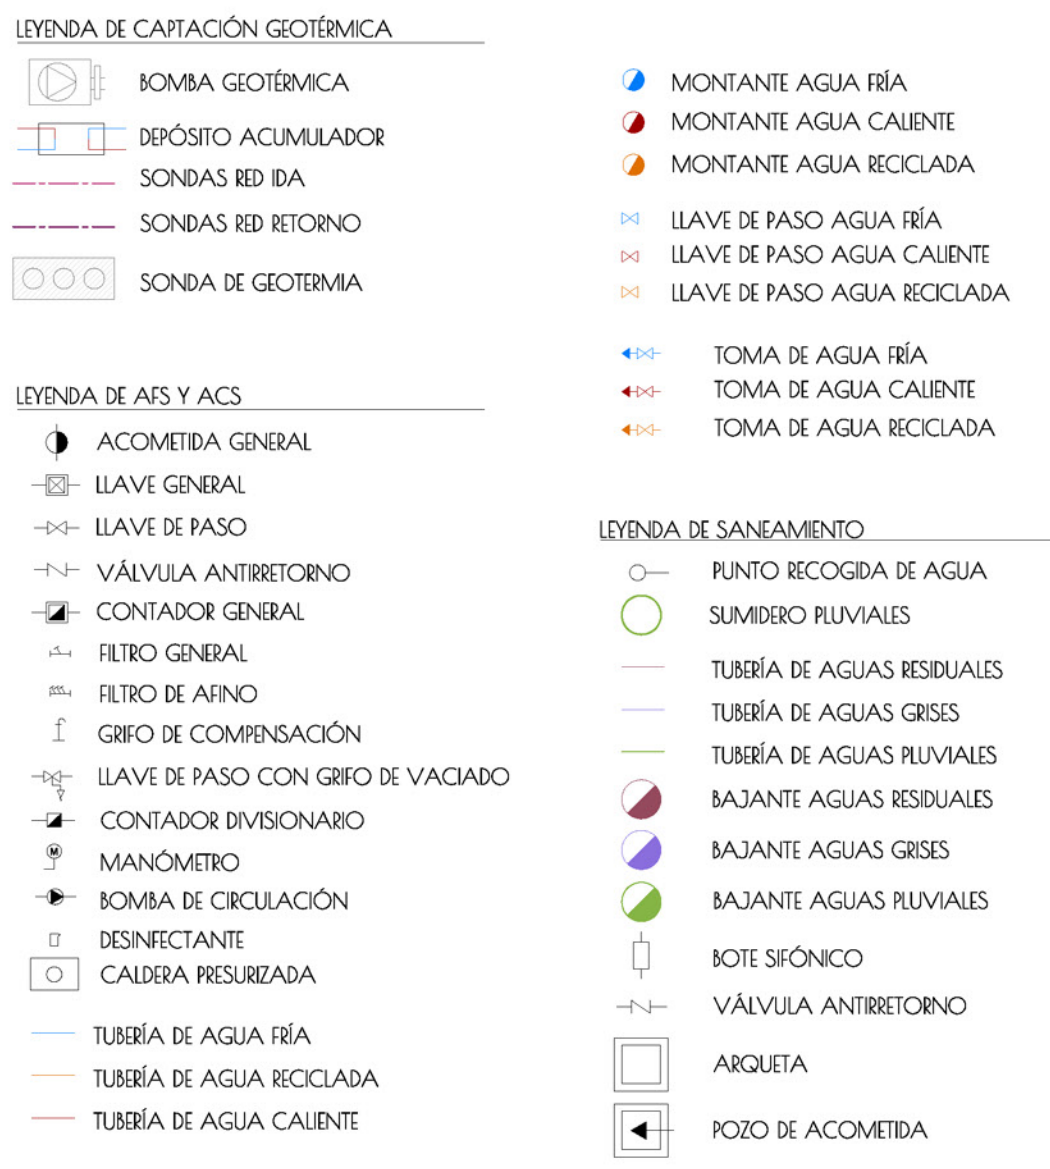 LEYENDA DE CAPTACIÓN GEOTÉRMICA
BOMBA GEOTÉRMICA
DEPÓSITO ACUMULADOR
SONDAS RED IDA
SONDAS RED RETORNO
SONDA DE GEOTERMIA
LEYENDA DE AFS Y ACS
ACOMETIDA GENERAL
LLAVE GENERAL
LLAVE DE PASO
VÁLVULA ANTIRRETORNO
CONTADOR GENERAL
FILTRO GENERAL
FILTRO DE AFINO
GRIFO DE COMPENSACIÓN
LLAVE DE PASO CON GRIFO DE VACIADO
CONTADOR DIVISIONARIO
M MANÓMETRO
BOMBA DE CIRCULACIÓN
DESINFECTANTE
CALDERA PRESURIZADA
TUBERÍA DE AGUA FRÍA
TUBERÍA DE AGUA RECICLADA
TUBERÍA DE AGUA CALIENTE
MONTANTE AGUA FRÍA
MONTANTE AGUA CALIENTE
MONTANTE AGUA RECICLADA
LLAVE DE PASO AGUA FRÍA
LLAVE DE PASO AGUA CALIENTE
LLAVE DE PASO AGUA RECICLADA
TOMA DE AGUA FRÍA
TOMA DE AGUA CALIENTE
TOMA DE AGUA RECICLADA
LEYENDA DE SANEAMIENTO
PUNTO RECOGIDA DE AGUA
SUMIDERO PLUVIALES
TUBERÍA DE AGUAS RESIDUALES
TUBERÍA DE AGUAS GRISES
TUBERÍA DE AGUAS PLUVIALES
BAJANTE AGUAS RESIDUALES
BAJANTE AGUAS GRISES
BAJANTE AGUAS PLUVIALES
BOTE SIFÓNICO
VÁLVULA ANTIRRETORNO
ARQUETA
POZO DE ACOMETIDA